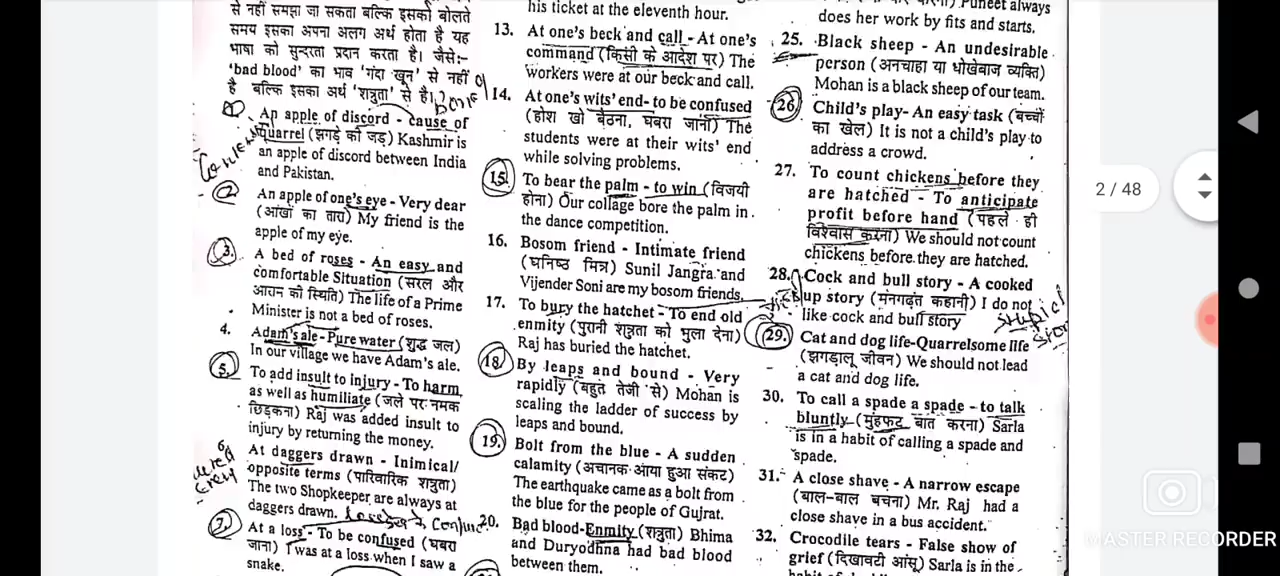 से नहीं समझा जा सकता बल्कि इसको बोलते
समय इसका अपना अलग अर्थ होता है यह
भाषा को सुन्दरता प्रदान करता है। जैसे:-
'bad blood' का भाव 'गंदा खून' से नहीं
है बल्कि इसका अर्थ 'शत्रुता' से है।
1. An apple of discord - cause of
quarrel (झगड़े की जड़) Kashmir is
an apple of discord between India
and Pakistan.
2. An apple of one's eye - Very dear
(आंखों का तारा) My friend is the
apple of my eye.
3. A bed of roses - An easy and
comfortable Situation (सरल और
आराम की स्थिति) The life of a Prime
Minister is not a bed of roses.
4. Adam's ale - Pure water (शुद्ध जल)
In our village we have Adam's ale.
5. To add insult to injury - To harm
as well as humiliate (जले पर नमक
छिड़कना) Raj was added insult to
injury by returning the money.
6. At daggers drawn - Inimical/
opposite terms (पारिवारिक शत्रुता)
The two Shopkeeper are always at
daggers drawn.
7. At a loss - To be confused (घबरा
जाना) I was at a loss when I saw a
snake.
his ticket at the eleventh hour.
13. At one's beck and call - At one's
command (किसी के आदेश पर) The
workers were at our beck and call.
14. At one's wits' end - to be confused
(होश खो बैठना, घबरा जाना) The
students were at their wits' end
while solving problems.
15. To bear the palm - to win (विजयी
होना) Our collage bore the palm in
the dance competition.
16. Bosom friend - Intimate friend
(घनिष्ठ मित्र) Sunil Jangra and
Vijender Soni are my bosom friends.
17. To bury the hatchet - To end old
enmity (पुरानी शत्रुता को भुला देना)
Raj has buried the hatchet.
18. By leaps and bound - Very
rapidly (बहुत तेजी से) Mohan is
scaling the ladder of success by
leaps and bound.
19. Bolt from the blue - A sudden
calamity (अचानक आया हुआ संकट)
The earthquake came as a bolt from
the blue for the people of Gujrat.
20. Bad blood-Enmity (शत्रुता) Bhima
and Duryodhna had bad blood
between them.
Puneet always
does her work by fits and starts.
25. Black sheep - An undesirable
person (अनचाहा या धोखेबाज व्यक्ति)
Mohan is a black sheep of our team.
26 Child's play- An easy task (बच्चों
का खेल) It is not a child's play to
address a crowd.
27. To count chickens before they
are hatched - To anticipate
profit before hand (पहले ही
विश्वास करना) We should not count
chickens before they are hatched.
28. Cock and bull story - A cooked
up story (मनगढ़ंत कहानी) I do not
like cock and bull story
29. Cat and dog life-Quarrelsome life
(झगड़ालू जीवन) We should not lead
a cat and dog life.
30. To call a spade a spade - to talk
bluntly (मुंहफट बात करना) Sarla
is in a habit of calling a spade and
spade.
31. A close shave - A narrow escape
(बाल-बाल बचना) Mr. Raj had a
close shave in a bus accident.
32. Crocodile tears - False show of
grief (दिखावटी आंसू) Sarla is in the
2 / 48
MASTER RECORDER